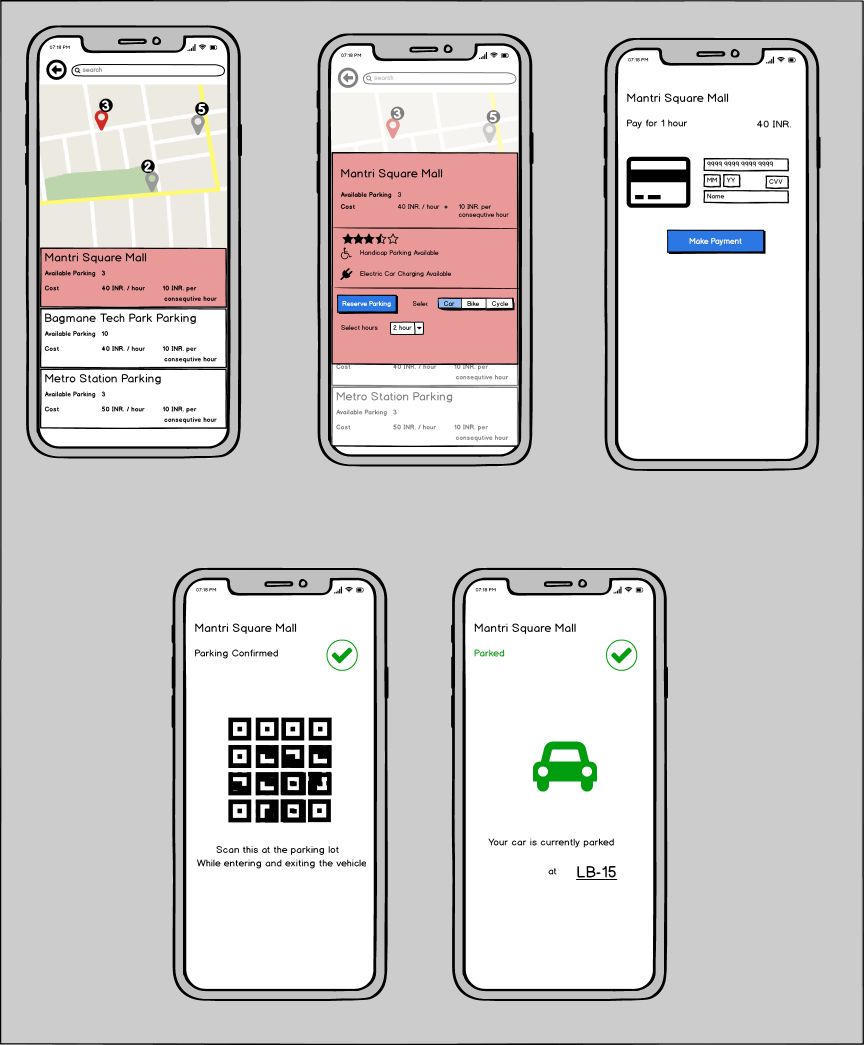 07:18 PM
search
3
5
2
Mantri Square Mall
Available Parking 3
Cost 40 INR. / hour 10 INR. per
consequtive hour
Bagmane Tech Park Parking
Available Parking 10
Cost 40 INR. / hour 10 INR. per
consequtive hour
Metro Station Parking
Available Parking 3
Cost 50 INR. / hour 10 INR. per
consequtive hour
07:18 PM
search
3
5
Mantri Square Mall
Available Parking 3
Cost 40 INR. / hour + 10 INR. per
consequtive hour
Handicap Parking Available
Electric Car Charging Available
Reserve Parking Selec Car Bike Cycle
Select hours 2 hour
Cost 40 INR. / hour 10 INR. per
consequtive hour
Metro Station Parking
Available Parking 3
Cost 50 INR. / hour 10 INR. per
consequtive hour
07:18 PM
Mantri Square Mall
Pay for 1 hour 40 INR.
9999 9999 9999 9999
MM YY CVV
Name
Make Payment
07:18 PM
Mantri Square Mall
Parking Confirmed
Scan this at the parking lot
While entering and exiting the vehicle
07:18 PM
Mantri Square Mall
Parked
Your car is currently parked
at LB-15